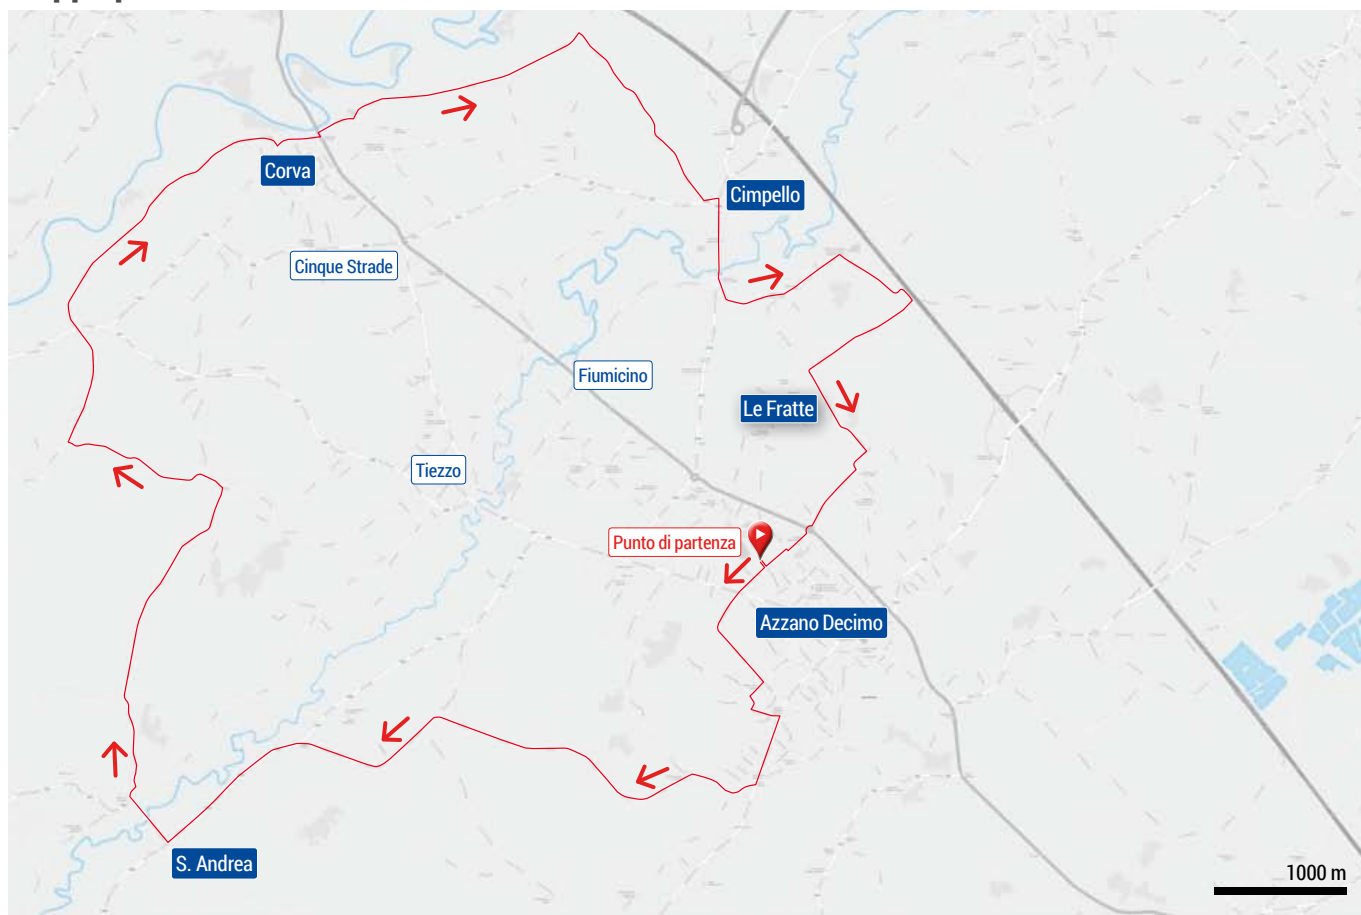 Corva
Cimpello
Cinque Strade
Fiumicino
Le Fratte
Tiezzo
Punto di partenza
Azzano Decimo
S. Andrea
1000 m